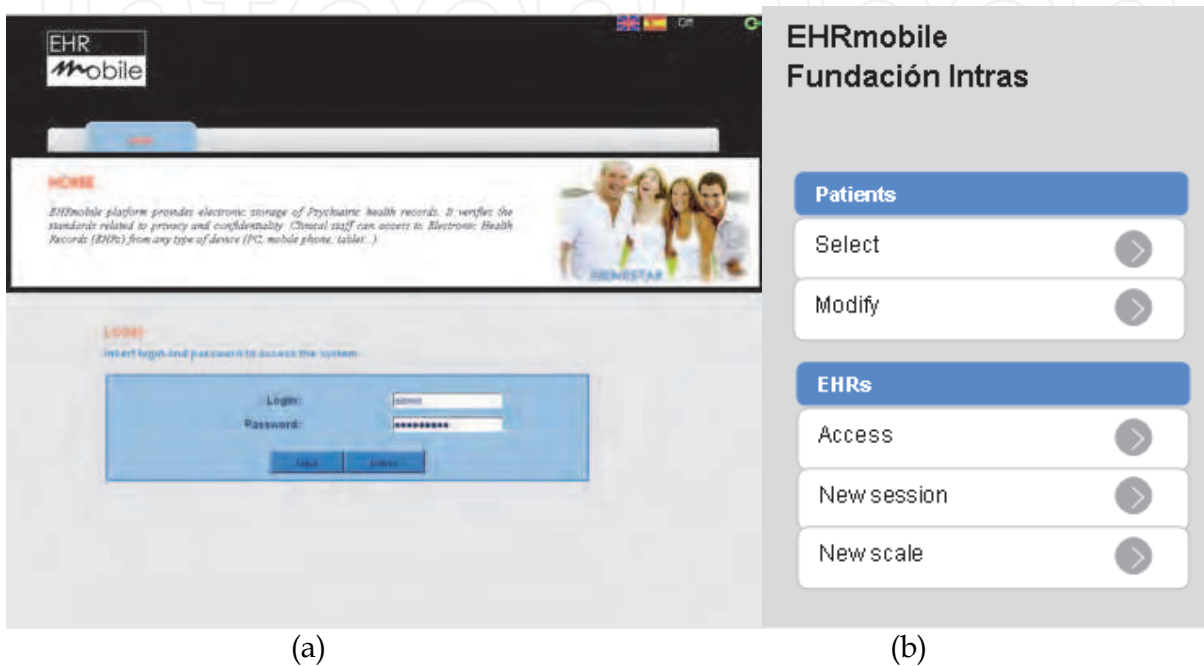 EHR
mobile
Off
HOME
EHRmobile platform provides electronic storage of Psychiatric health records. It verifies the
standards related to privacy and confidentiality. Clinical staff can access to Electronic Health
Records (EHRs) from any type of device (PC, mobile phone, tablet...)
BIENESTAR
LOGIN
Insert login and password to access the system
Login:
Password: •••••••••
(a)
EHRmobile
Fundación Intras
Patients
Select
Modify
EHRs
Access
New session
New scale
(b)